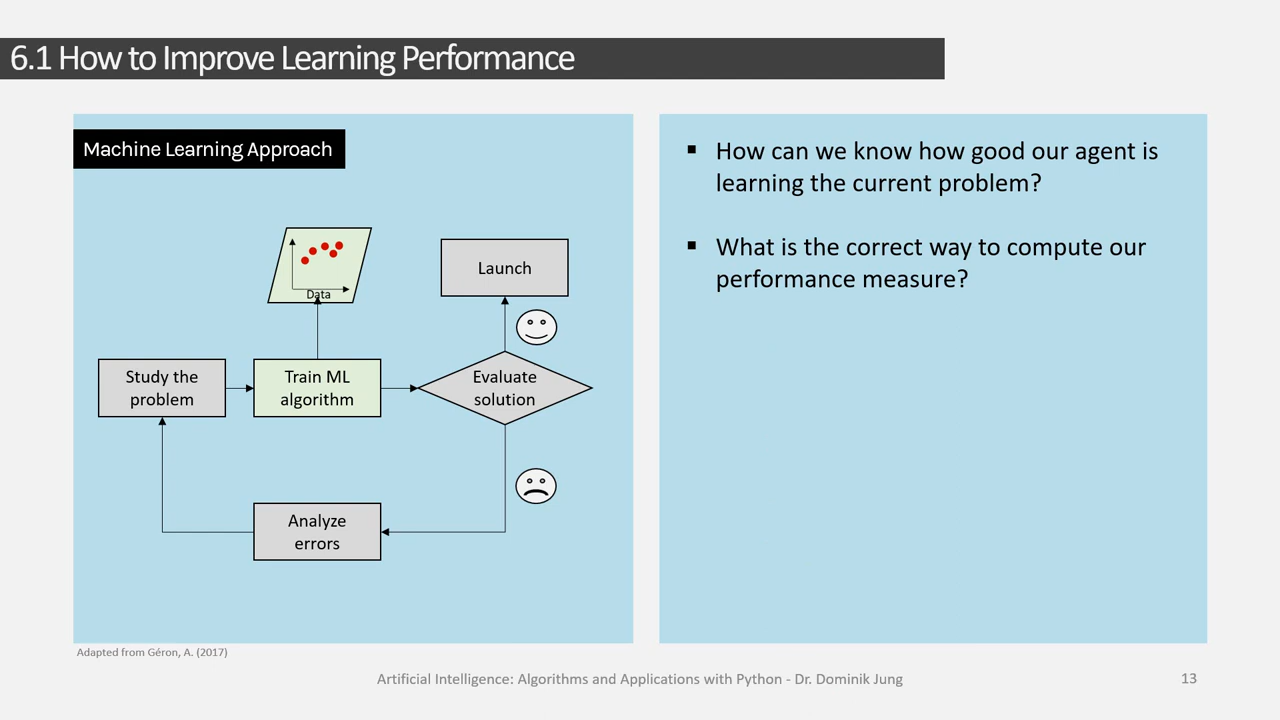 6.1 How to Improve Learning Performance
Machine Learning Approach
Data
Launch
Study the
problem
Train ML
algorithm
Evaluate
solution
Analyze
errors
Adapted from Géron, A. (2017)
▪ How can we know how good our agent is
learning the current problem?
▪ What is the correct way to compute our
performance measure?
Artificial Intelligence: Algorithms and Applications with Python - Dr. Dominik Jung
13